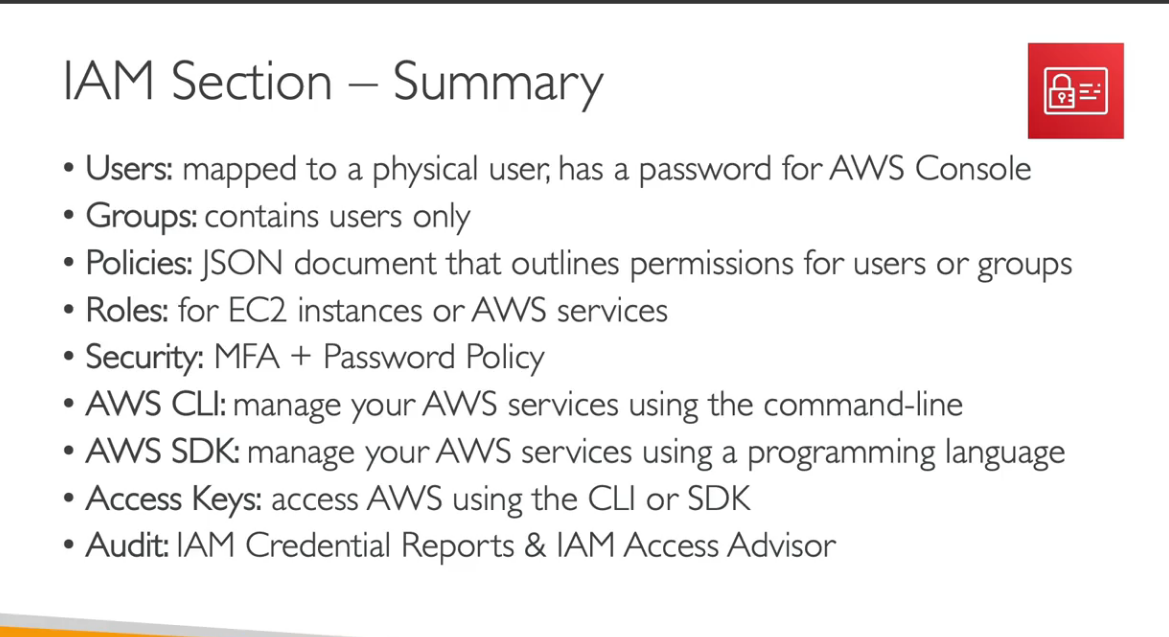 IAM Section – Summary
• Users: mapped to a physical user, has a password for AWS Console
• Groups: contains users only
• Policies: JSON document that outlines permissions for users or groups
• Roles: for EC2 instances or AWS services
• Security: MFA + Password Policy
• AWS CLI: manage your AWS services using the command-line
• AWS SDK: manage your AWS services using a programming language
• Access Keys: access AWS using the CLI or SDK
• Audit: IAM Credential Reports & IAM Access Advisor